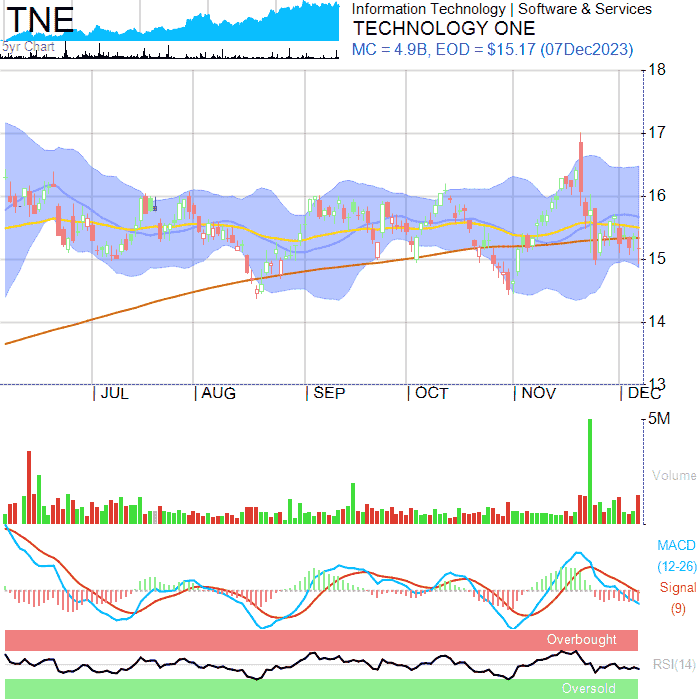 TNE
Information Technology | Software & Services
TECHNOLOGY ONE
5yr Chart
MC = 4.9B, EOD = $15.17 (07Dec2023)
18
17
16
15
14
13
JUL AUG SEP OCT NOV DEC
5M
Volume
MACD
(12-26)
Signal
(9)
Overbought
RSI(14)
Oversold